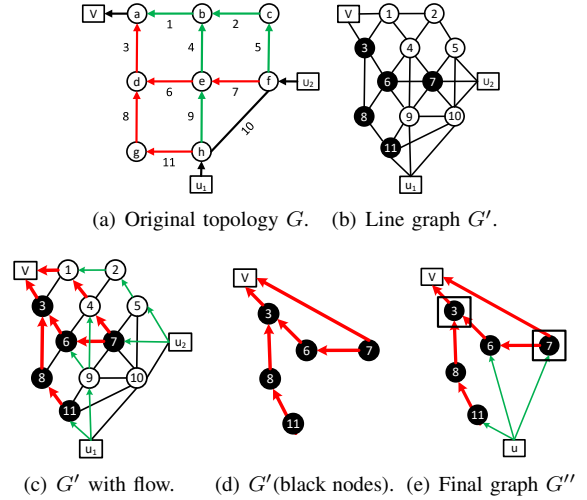 V a b c
1 2
3 4 5
d e f u2
6 7
8 9 10
g h
11
u1
V 1 2
3 4 5
6 7 u2
8 9 10
11
u1
(a) Original topology G. (b) Line graph G′.
V 1 2
3 4 5
6 7 u2
8 9 10
11
u1
V
3
6 7
8
11
V
3
6 7
8
11
u
(c) G′ with flow. (d) G′(black nodes). (e) Final graph G′′